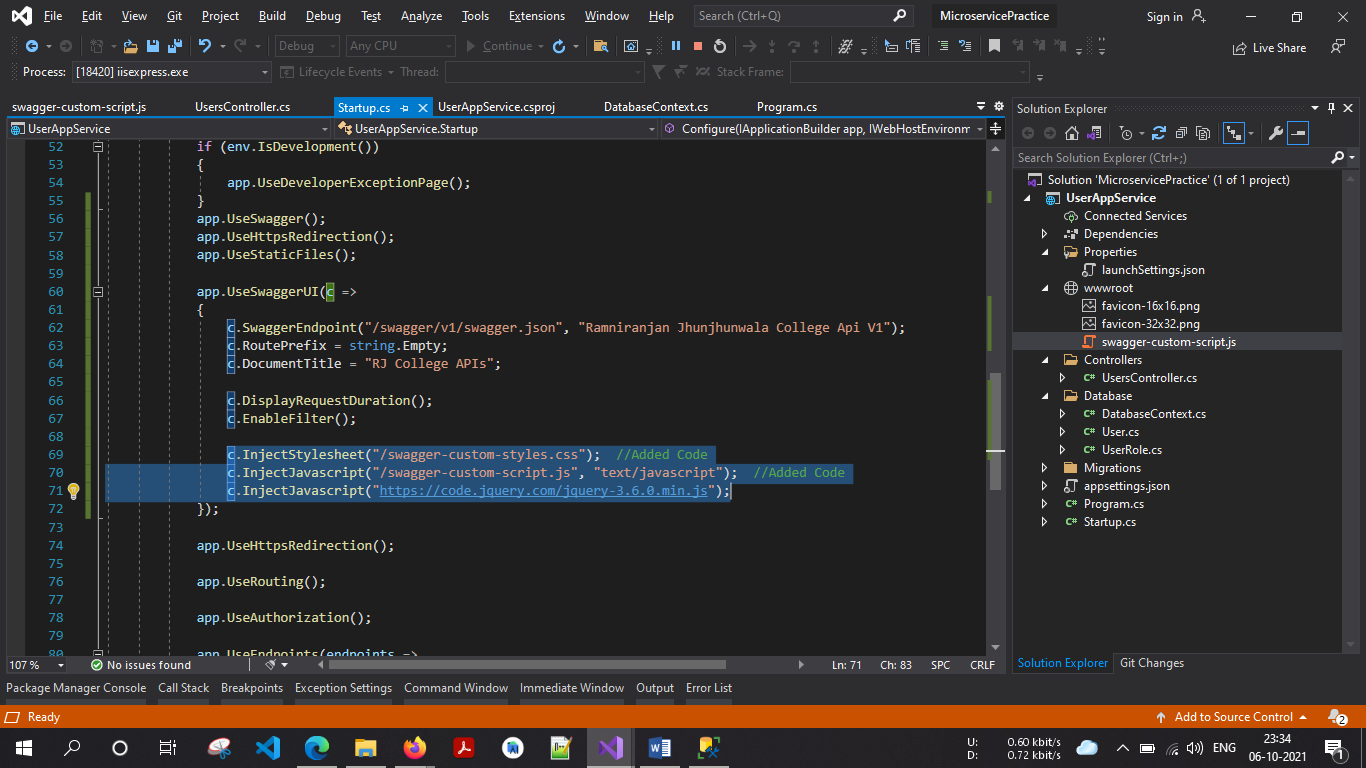 File Edit View Git Project Build Debug Test Analyze Tools Extensions Window Help Search (Ctrl+Q) MicroservicePractice Sign in
Debug Any CPU Continue Live Share
Process: [18420] iisexpress.exe Lifecycle Events Thread: Stack Frame:
swagger-custom-script.js UsersController.cs Startup.cs UserAppService.csproj DatabaseContext.cs Program.cs
UserAppService UserAppService.Startup Configure(IApplicationBuilder app, IWebHostEnvironm
52 if (env.IsDevelopment())
53 {
54 app.UseDeveloperExceptionPage();
55 }
56 app.UseSwagger();
57 app.UseHttpsRedirection();
58 app.UseStaticFiles();
59
60 app.UseSwaggerUI(c =>
61 {
62 c.SwaggerEndpoint("/swagger/v1/swagger.json", "Ramniranjan Jhunjhunwala College Api V1");
63 c.RoutePrefix = string.Empty;
64 c.DocumentTitle = "RJ College APIs";
65
66 c.DisplayRequestDuration();
67 c.EnableFilter();
68
69 c.InjectStylesheet("/swagger-custom-styles.css"); //Added Code
70 c.InjectJavascript("/swagger-custom-script.js", "text/javascript"); //Added Code
71 c.InjectJavascript("https://code.jquery.com/jquery-3.6.0.min.js");
72 });
73
74 app.UseHttpsRedirection();
75
76 app.UseRouting();
77
78 app.UseAuthorization();
79
80 app.UseEndpoints(endpoints =>
107 % No issues found Ln: 71 Ch: 83 SPC CRLF
Solution Explorer
Search Solution Explorer (Ctrl+;)
Solution 'MicroservicePractice' (1 of 1 project)
UserAppService
Connected Services
Dependencies
Properties
launchSettings.json
wwwroot
favicon-16x16.png
favicon-32x32.png
swagger-custom-script.js
Controllers
C# UsersController.cs
Database
C# DatabaseContext.cs
C# User.cs
C# UserRole.cs
Migrations
appsettings.json
C# Program.cs
C# Startup.cs
Solution Explorer Git Changes
Package Manager Console Call Stack Breakpoints Exception Settings Command Window Immediate Window Output Error List
Ready Add to Source Control 2
U: 0.60 kbit/s
D: 0.72 kbit/s
ENG
23:34
06-10-2021
1